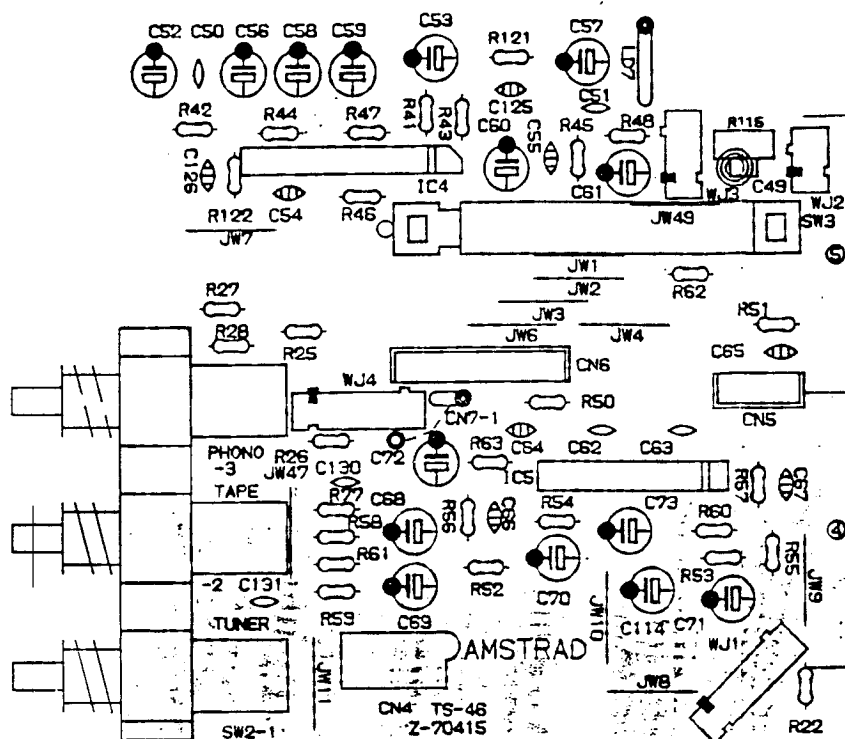 C52 C50 C56 C58 C59 C53 R121 C57 LD7
C125 C51
R42 R44 R47 R41 R43 C60 C55 R45 R48 R116
C126 IC4 C61 WJ3 C49 WJ2
R122 C54 R46 JW49 SW3
JW7
JW1 5
JW2 R62
R27 JW3 R51
R28 R25 JW6 JW4 C65
WJ4 CN6
CN7-1 R50 CN5
PHONO R26 C72 R63 C64 C62 C63
-3 JW47 C130 IC5 R57 C67
TAPE R77 C68 R56 C66 R54 C73 R60 4
R58
R61 R55
-2 C131 R52 C70 R53 JW9
R59 C69 JW10 C114 C71
TUNER AMSTRAD WJ1
JW11 JW8
CN4 TS-46 R22
SW2-1 Z-70415